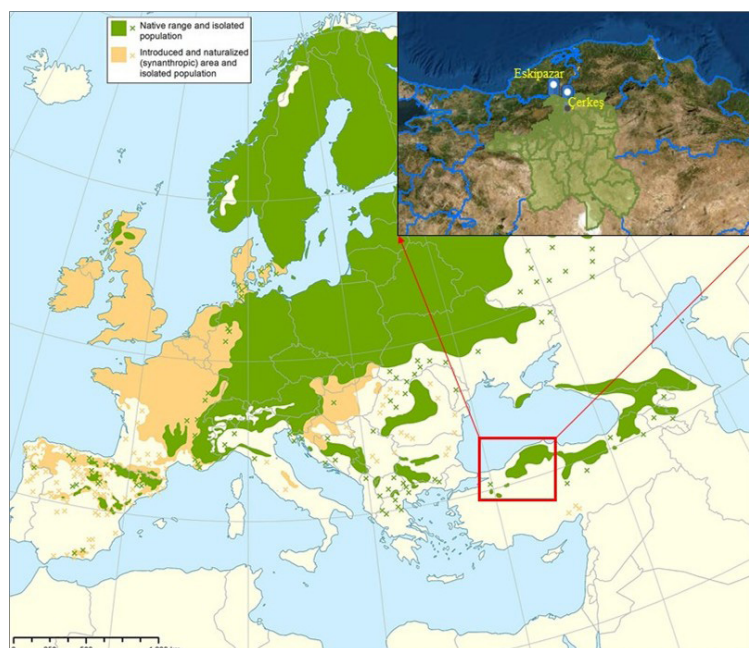 Native range and isolated
population
Introduced and naturalized
(synanthropic) area and
isolated population
Eskipazar
Çerkeş